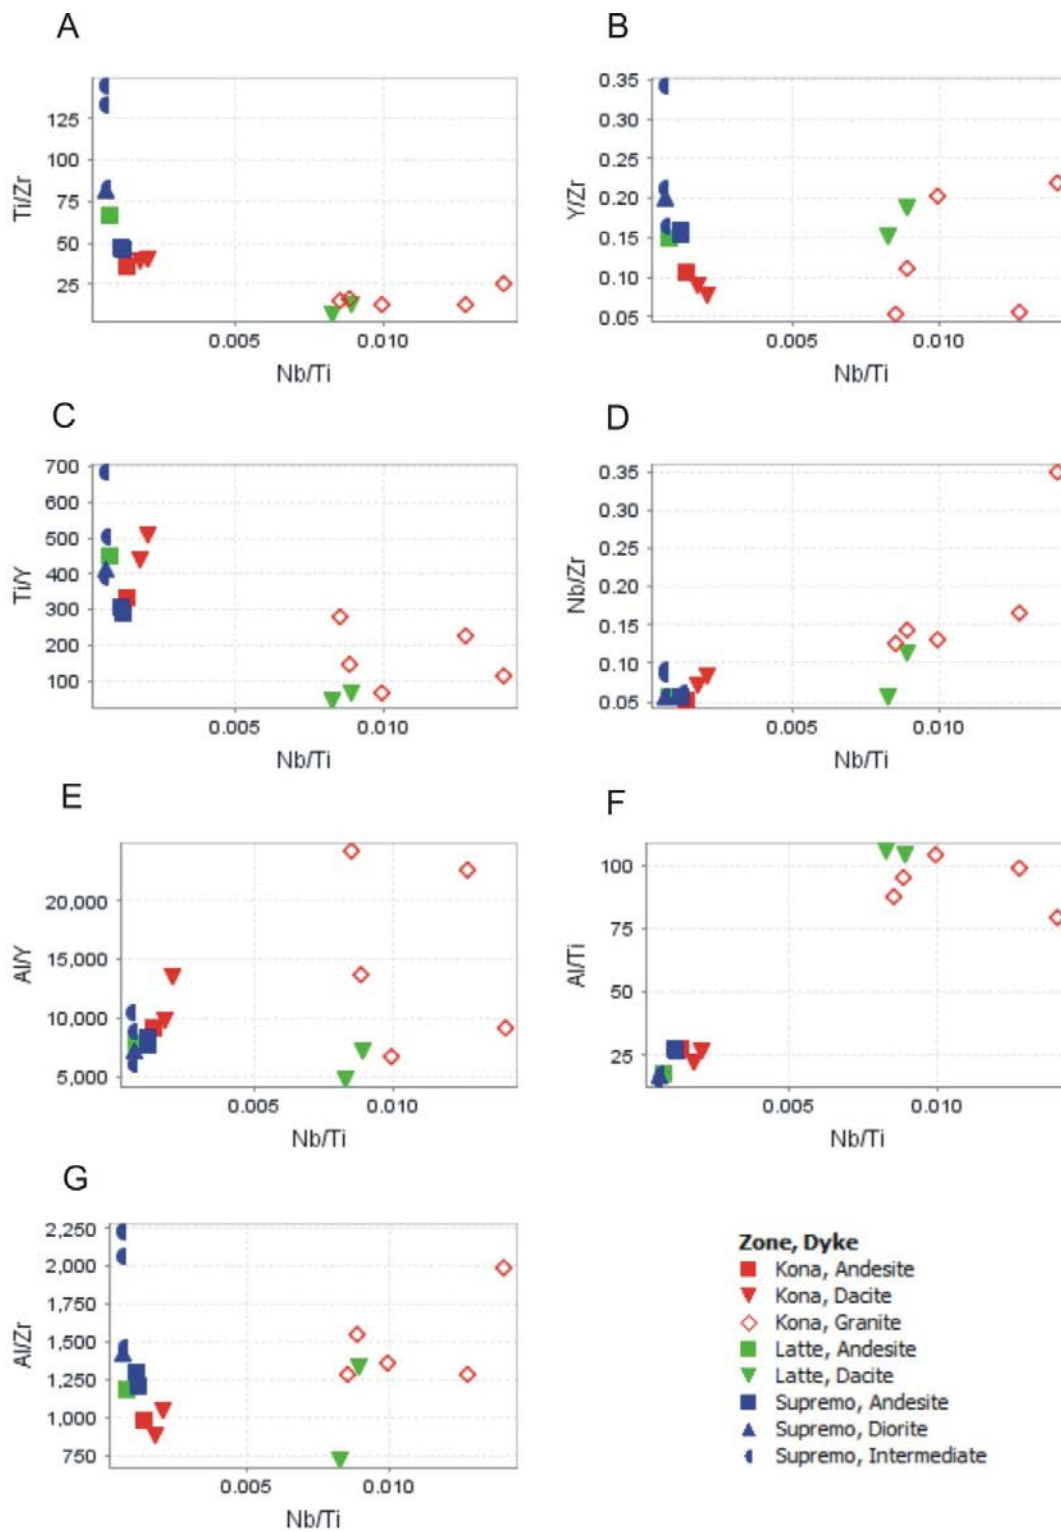 A
125
100
75
50
25
Ti/Zr
0.005 0.010
Nb/Ti
B
0.35
0.30
0.25
0.20
0.15
0.10
0.05
Y/Zr
0.005 0.010
Nb/Ti
C
700
600
500
400
300
200
100
Ti/Y
0.005 0.010
Nb/Ti
D
0.35
0.30
0.25
0.20
0.15
0.10
0.05
Nb/Zr
0.005 0.010
Nb/Ti
E
20,000
15,000
10,000
5,000
Al/Y
0.005 0.010
Nb/Ti
F
100
75
50
25
Al/Ti
0.005 0.010
Nb/Ti
G
2,250
2,000
1,750
1,500
1,250
1,000
750
Al/Zr
0.005 0.010
Nb/Ti
Zone, Dyke
Kona, Andesite
Kona, Dacite
Kona, Granite
Latte, Andesite
Latte, Dacite
Supremo, Andesite
Supremo, Diorite
Supremo, Intermediate